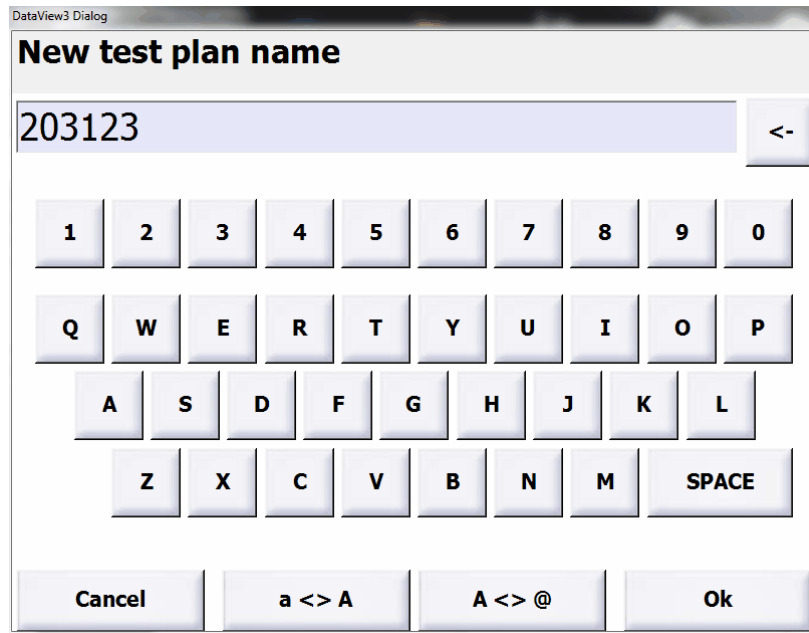 DataView3 Dialog
New test plan name
203123
<-
1 2 3 4 5 6 7 8 9 0
Q W E R T Y U I O P
A S D F G H J K L
Z X C V B N M SPACE
Cancel a <> A A <> @ Ok